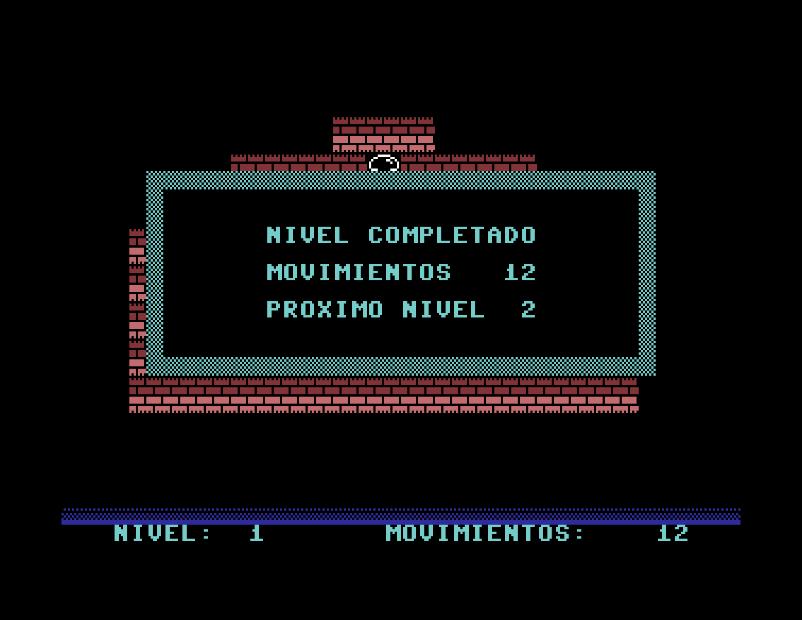 NIVEL COMPLETADO
MOVIMIENTOS 12
PROXIMO NIVEL 2
NIVEL: 1 MOVIMIENTOS: 12